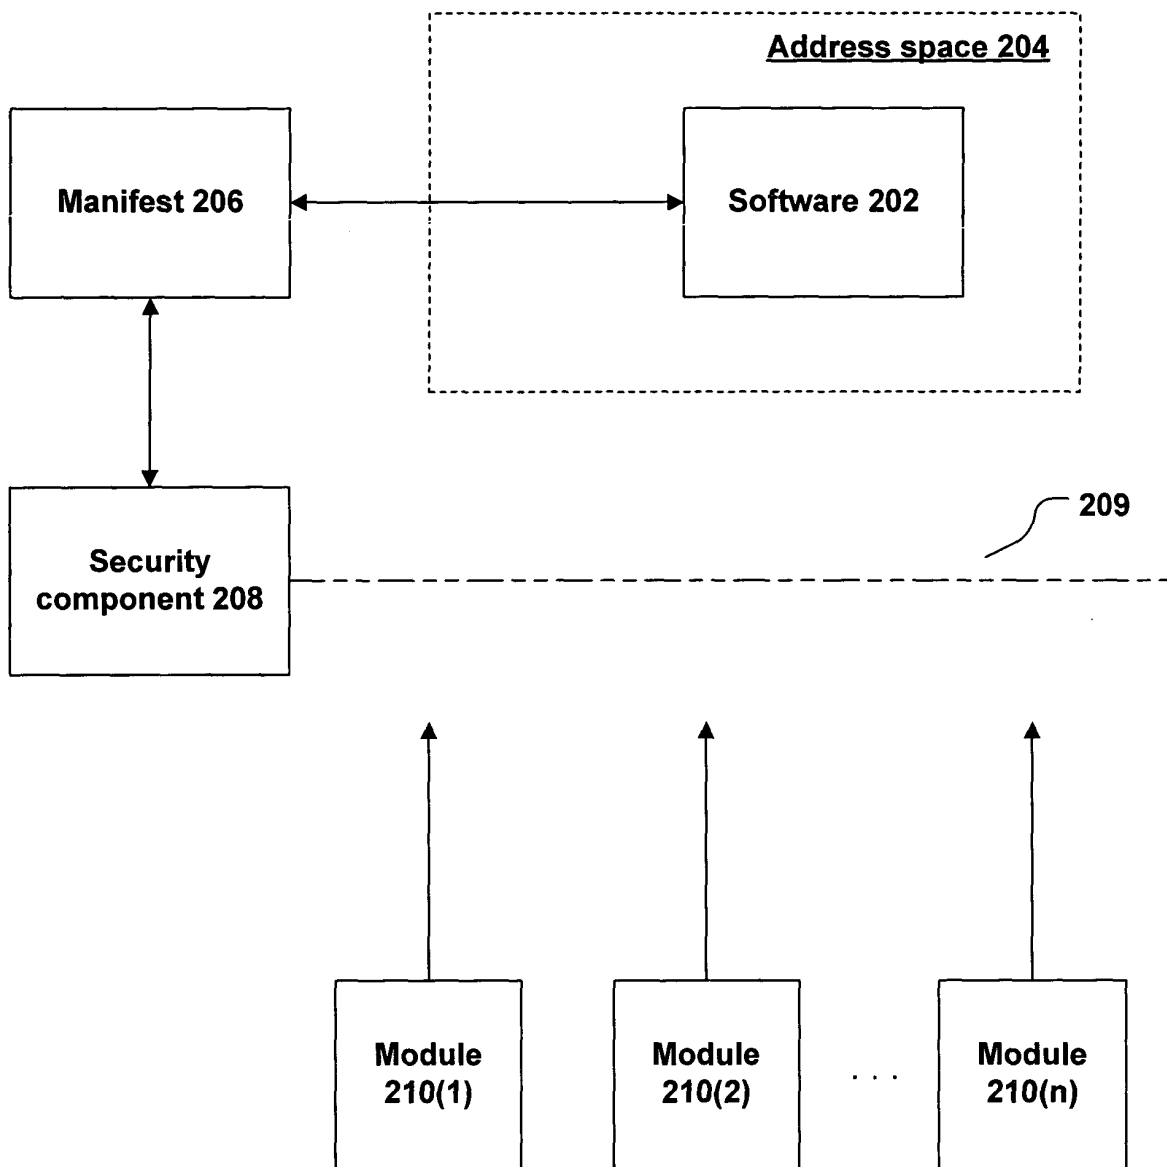 Address space 204
Manifest 206
Software 202
209
Security
component 208
Module
210(1)
Module
210(2)
. . .
Module
210(n)